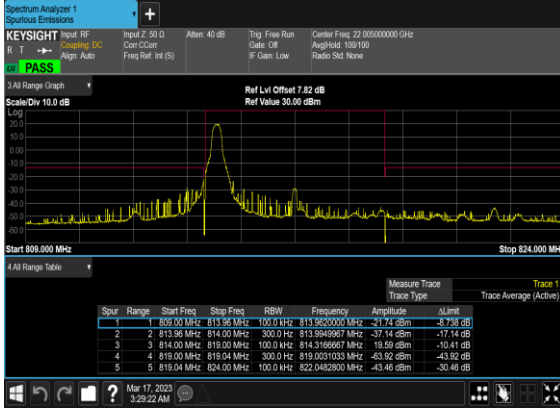 Spectrum Analyzer 1
Spurious Emissions
+
KEYSIGHT Input: RF Input Z: 50 Ω Atten: 40 dB Trig: Free Run Center Freq: 22.005000000 GHz
R T Coupling: DC Corr CCorr Gate: Off Avg|Hold: 100/100
Align: Auto Freq Ref: Int (S) IF Gain: Low Radio Std: None
PASS
3 All Range Graph
Ref Lvl Offset 7.82 dB
Scale/Div 10.0 dB Ref Value 30.00 dBm
Log
20.0
10.0
0.00
-10.0
-20.0
-30.0
-40.0
-50.0
-60.0
Start 809.000 MHz Stop 824.000 MH
4 All Range Table
Measure Trace Trace 1
Trace Type Trace Average (Active)
Spur Range Start Freq Stop Freq RBW Frequency Amplitude ΔLimit
1 1 809.00 MHz 813.96 MHz 100.0 kHz 813.9620000 MHz -21.74 dBm -8.738 dB
2 2 813.96 MHz 814.00 MHz 300.0 Hz 813.9949967 MHz -37.14 dBm -17.14 dB
3 3 814.00 MHz 819.00 MHz 100.0 kHz 814.3166667 MHz 19.59 dBm -10.41 dB
4 4 819.00 MHz 819.04 MHz 300.0 Hz 819.0031033 MHz -63.92 dBm -43.92 dB
5 5 819.04 MHz 824.00 MHz 100.0 kHz 822.0482800 MHz -43.46 dBm -30.46 dB
? Mar 17, 2023
3:29:22 AM